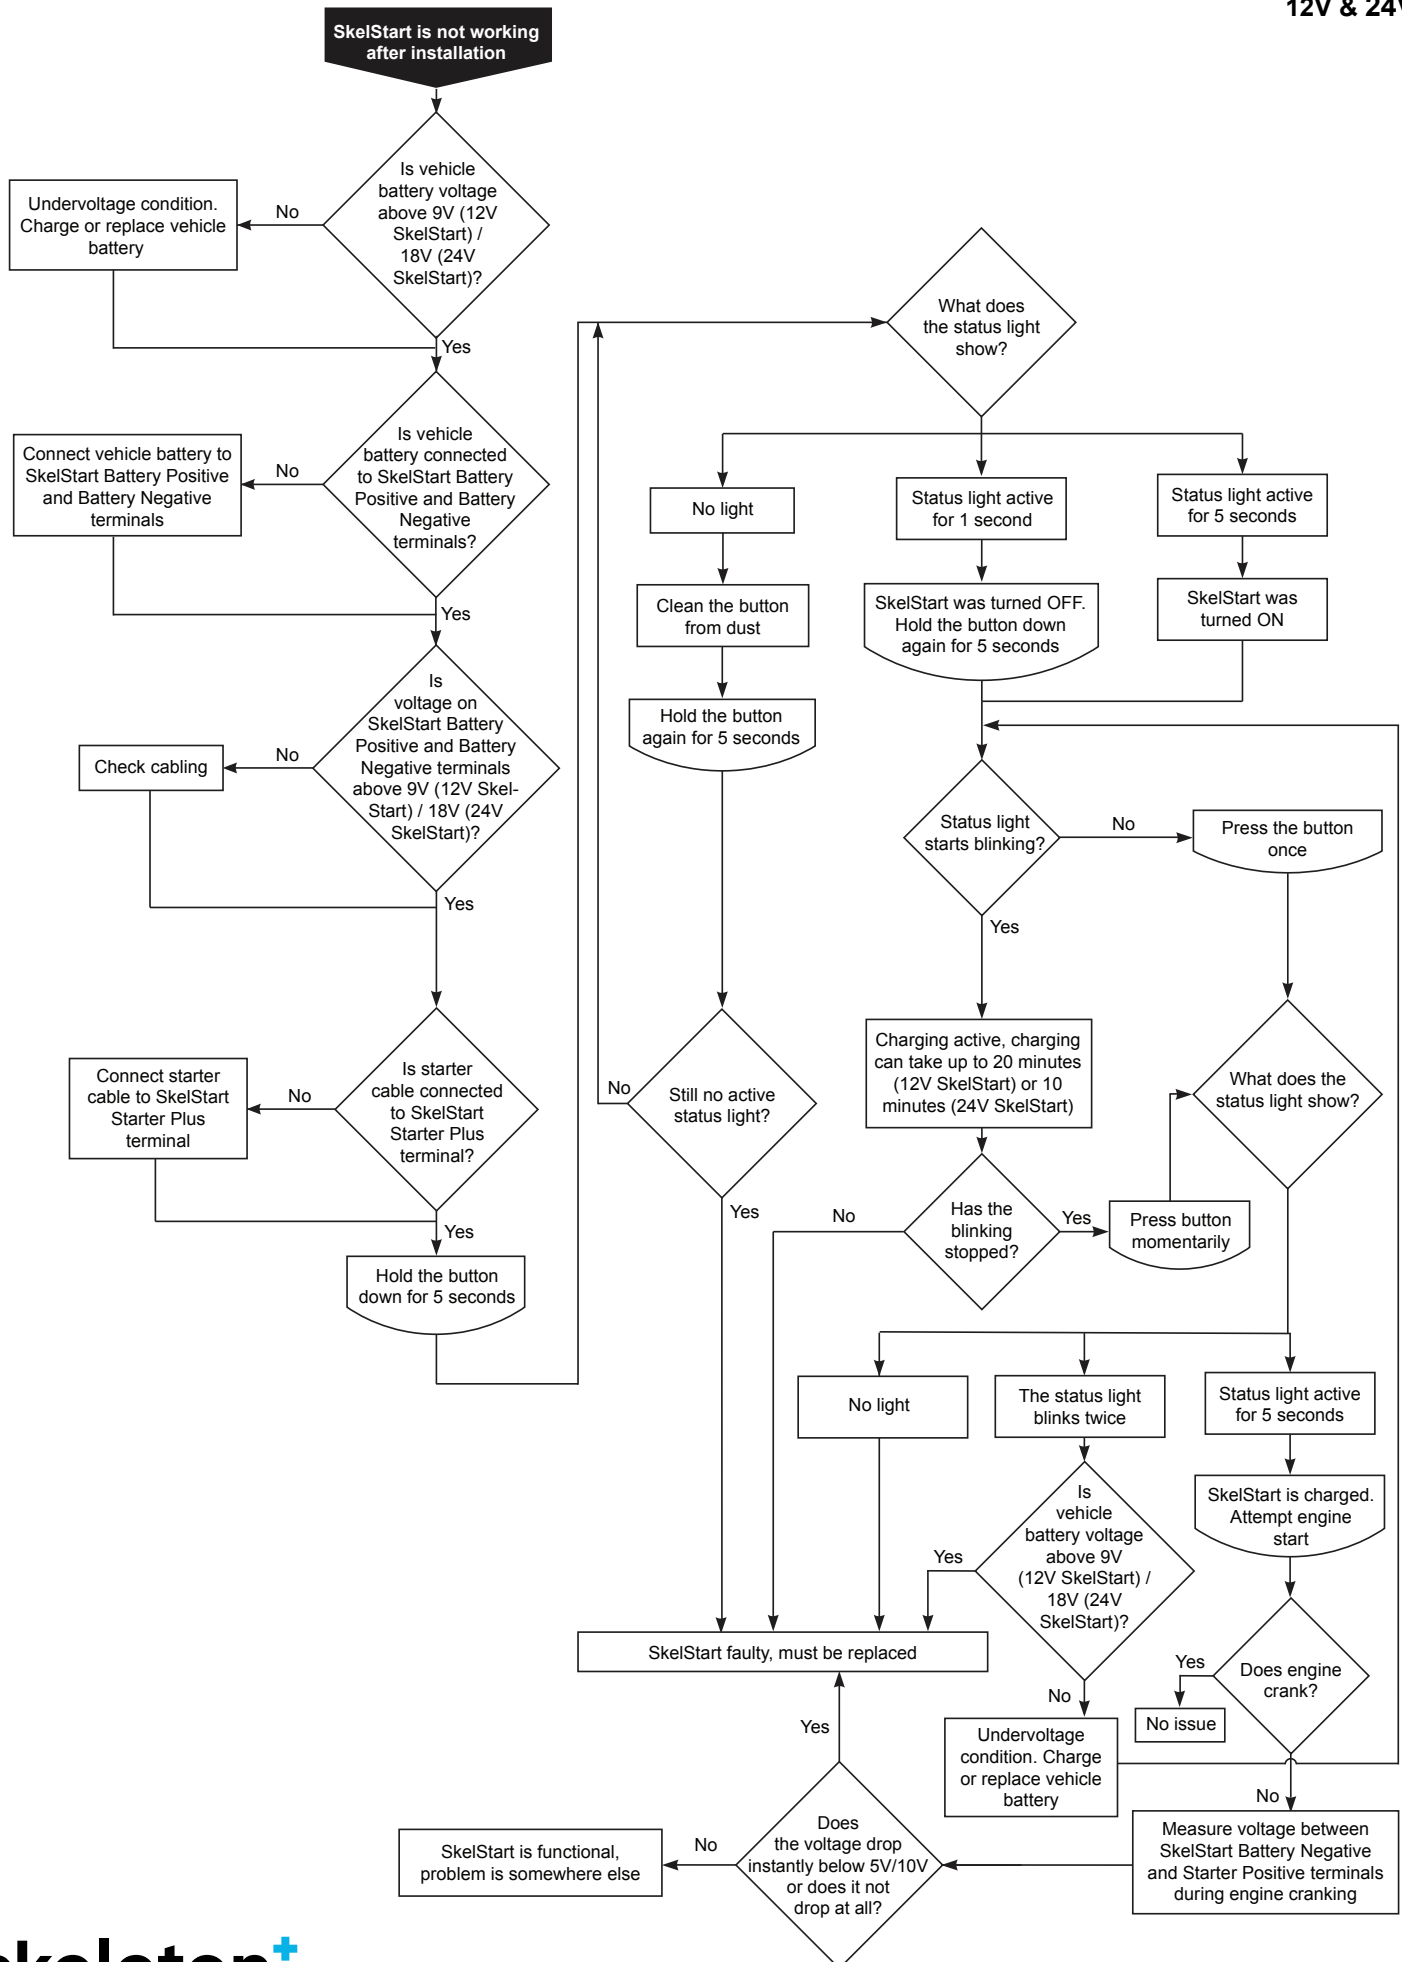 12V & 24V
SkelStart is not working
after installation
Is vehicle
battery voltage
above 9V (12V
SkelStart) /
18V (24V
SkelStart)?
No
Undervoltage condition.
Charge or replace vehicle
battery
Yes
Is vehicle
battery connected
to SkelStart Battery
Positive and Battery
Negative
terminals?
No
Connect vehicle battery to
SkelStart Battery Positive
and Battery Negative
terminals
Yes
Is
voltage on
SkelStart Battery
Positive and Battery
Negative terminals
above 9V (12V Skel-
Start) / 18V (24V
SkelStart)?
No
Check cabling
Yes
Is starter
cable connected
to SkelStart
Starter Plus
terminal?
No
Connect starter
cable to SkelStart
Starter Plus
terminal
Yes
Hold the button
down for 5 seconds
What does
the status light
show?
No light
Clean the button
from dust
Hold the button
again for 5 seconds
Still no active
status light?
No
Yes
Status light active
for 1 second
SkelStart was turned OFF.
Hold the button down
again for 5 seconds
Status light active
for 5 seconds
SkelStart was
turned ON
Status light
starts blinking?
No
Press the button
once
Yes
Charging active, charging
can take up to 20 minutes
(12V SkelStart) or 10
minutes (24V SkelStart)
Has the
blinking
stopped?
No
Yes
Press button
momentarily
What does the
status light show?
No light
The status light
blinks twice
Status light active
for 5 seconds
Is
vehicle
battery voltage
above 9V
(12V SkelStart) /
18V (24V
SkelStart)?
Yes
No
Undervoltage
condition. Charge
or replace vehicle
battery
SkelStart is charged.
Attempt engine
start
Does engine
crank?
Yes
No issue
No
Measure voltage between
SkelStart Battery Negative
and Starter Positive terminals
during engine cranking
Does
the voltage drop
instantly below 5V/10V
or does it not
drop at all?
Yes
SkelStart faulty, must be replaced
No
SkelStart is functional,
problem is somewhere else